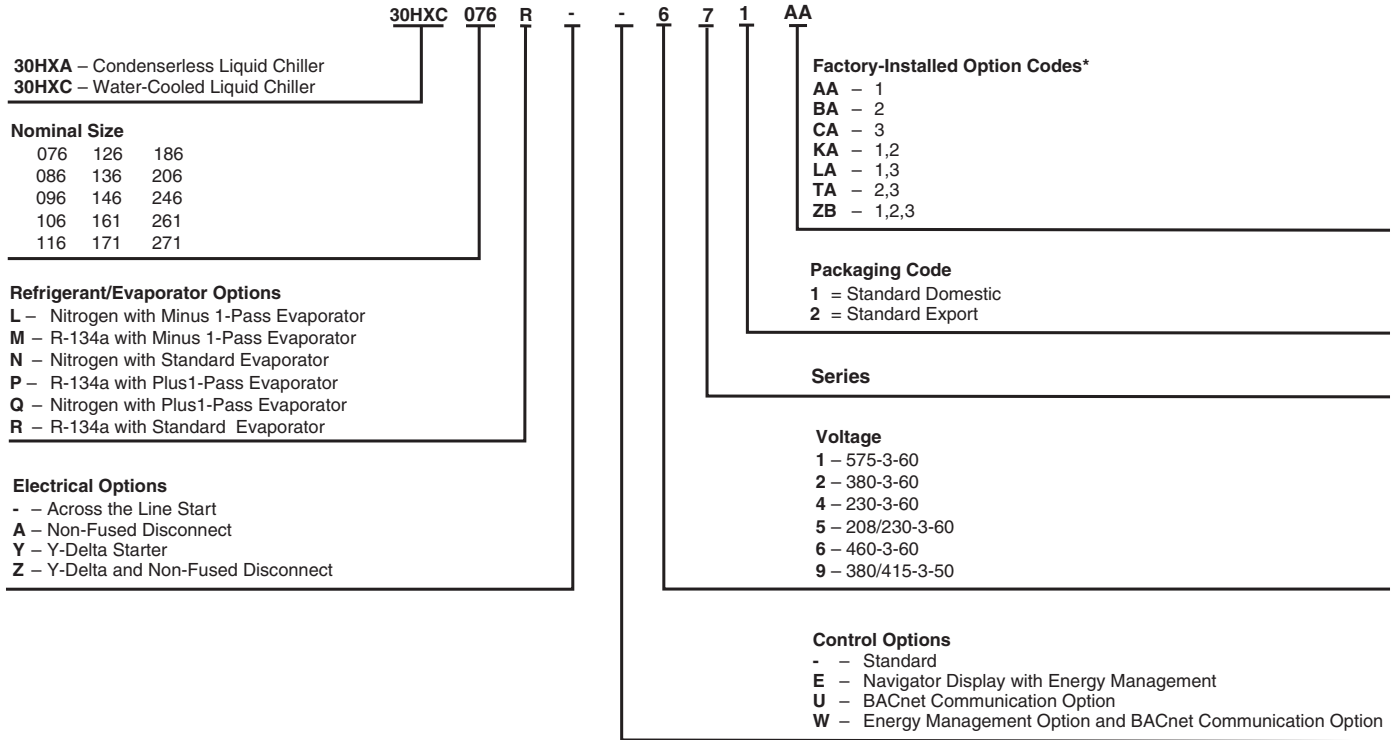 30HXC 076 R - - 6 7 1 AA
30HXA – Condenserless Liquid Chiller
30HXC – Water-Cooled Liquid Chiller
Nominal Size
076 126 186
086 136 206
096 146 246
106 161 261
116 171 271
Refrigerant/Evaporator Options
L – Nitrogen with Minus 1-Pass Evaporator
M – R-134a with Minus 1-Pass Evaporator
N – Nitrogen with Standard Evaporator
P – R-134a with Plus1-Pass Evaporator
Q – Nitrogen with Plus1-Pass Evaporator
R – R-134a with Standard Evaporator
Electrical Options
- – Across the Line Start
A – Non-Fused Disconnect
Y – Y-Delta Starter
Z – Y-Delta and Non-Fused Disconnect
Factory-Installed Option Codes*
AA – 1
BA – 2
CA – 3
KA – 1,2
LA – 1,3
TA – 2,3
ZB – 1,2,3
Packaging Code
1 = Standard Domestic
2 = Standard Export
Series
Voltage
1 – 575-3-60
2 – 380-3-60
4 – 230-3-60
5 – 208/230-3-60
6 – 460-3-60
9 – 380/415-3-50
Control Options
- – Standard
E – Navigator Display with Energy Management
U – BACnet Communication Option
W – Energy Management Option and BACnet Communication Option